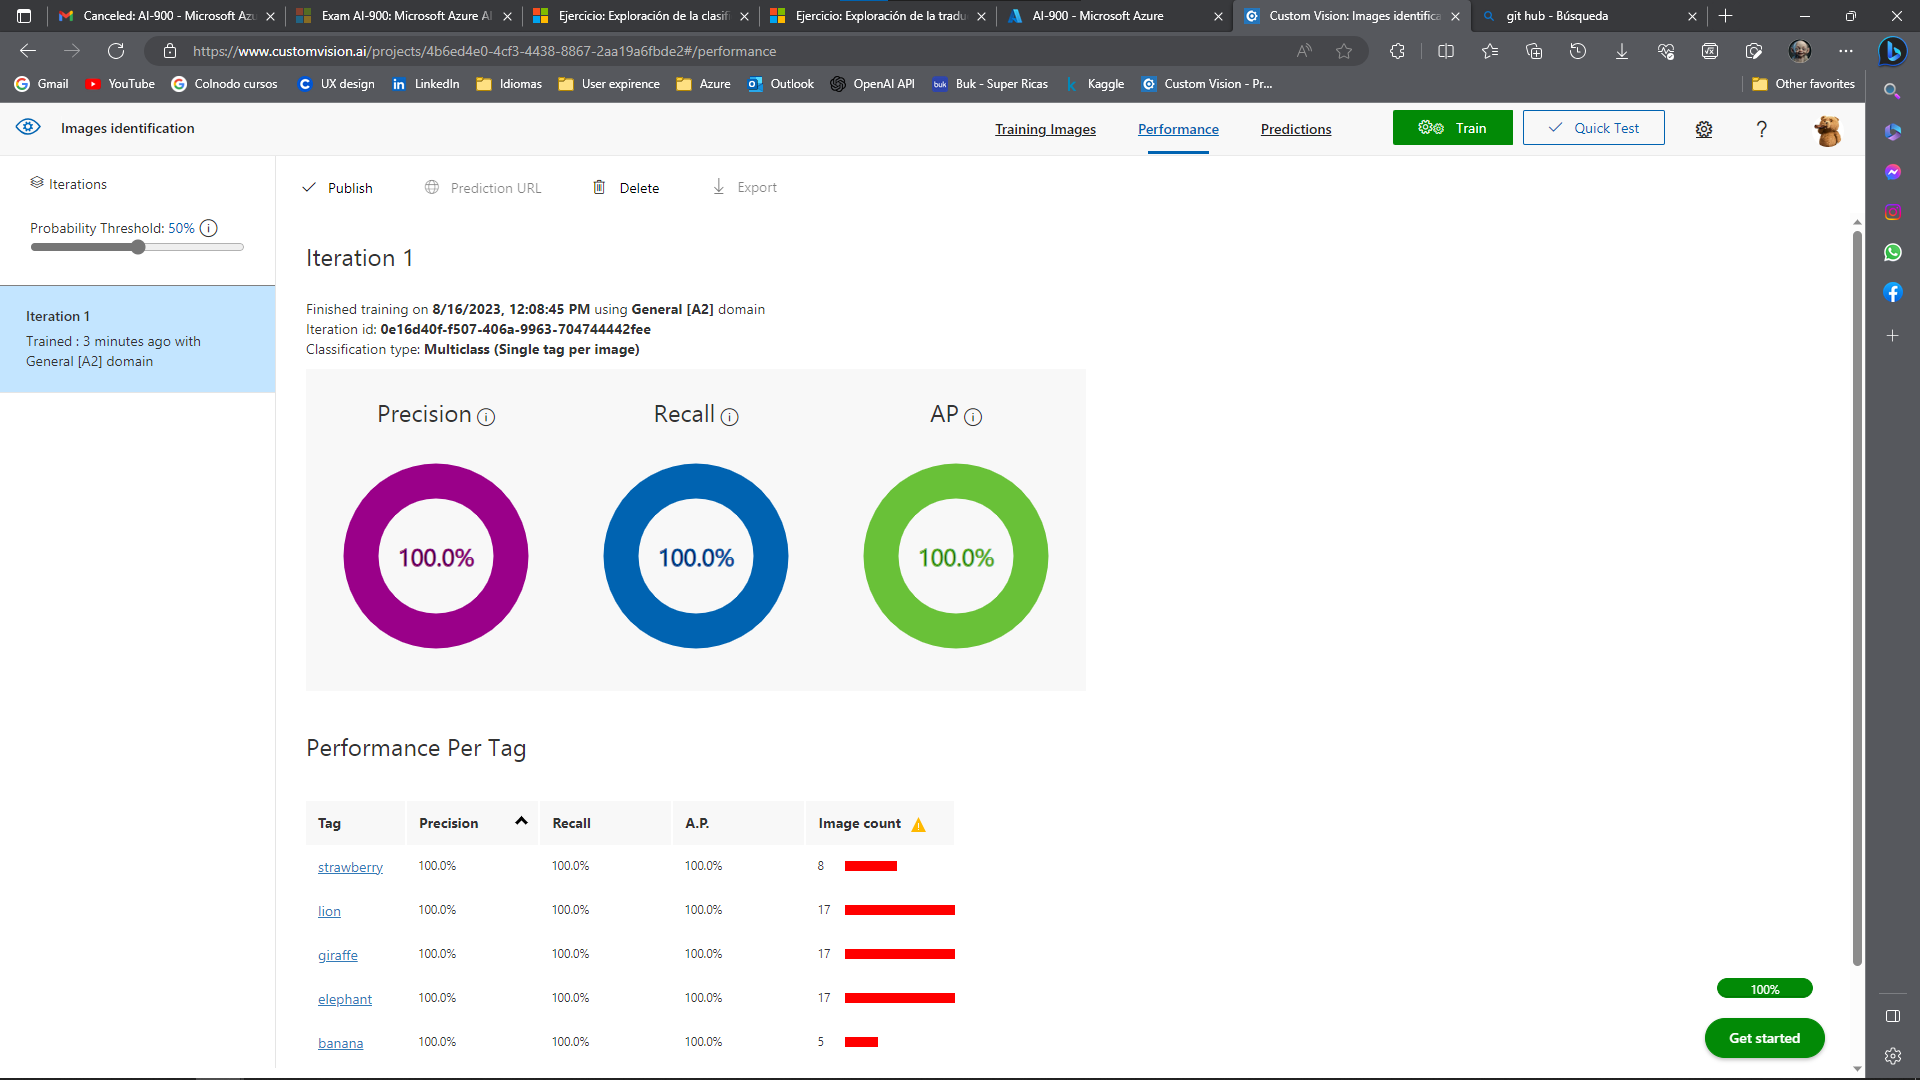 Canceled: AI-900 - Microsoft Azu
Exam AI-900: Microsoft Azure AI
Ejercicio: Exploración de la clasifi
Ejercicio: Exploración de la tradu
AI-900 - Microsoft Azure
Custom Vision: Images identifica
git hub - Búsqueda
https://www.customvision.ai/projects/4b6ed4e0-4cf3-4438-8867-2aa19a6fbde2#/performance
Gmail
YouTube
Colnodo cursos
UX design
LinkedIn
Idiomas
User expirence
Azure
Outlook
OpenAI API
Buk - Super Ricas
Kaggle
Custom Vision - Pr...
Other favorites
Images identification
Training Images
Performance
Predictions
Train
Quick Test
?
Iterations
Probability Threshold: 50%
Iteration 1
Trained : 3 minutes ago with
General [A2] domain
Publish
Prediction URL
Delete
Export
Iteration 1
Finished training on 8/16/2023, 12:08:45 PM using General [A2] domain
Iteration id: 0e16d40f-f507-406a-9963-704744442fee
Classification type: Multiclass (Single tag per image)
Precision
Recall
AP
100.0%
100.0%
100.0%
Performance Per Tag
Tag Precision Recall A.P. Image count
strawberry 100.0% 100.0% 100.0% 8
lion 100.0% 100.0% 100.0% 17
giraffe 100.0% 100.0% 100.0% 17
elephant 100.0% 100.0% 100.0% 17
banana 100.0% 100.0% 100.0% 5
100%
Get started